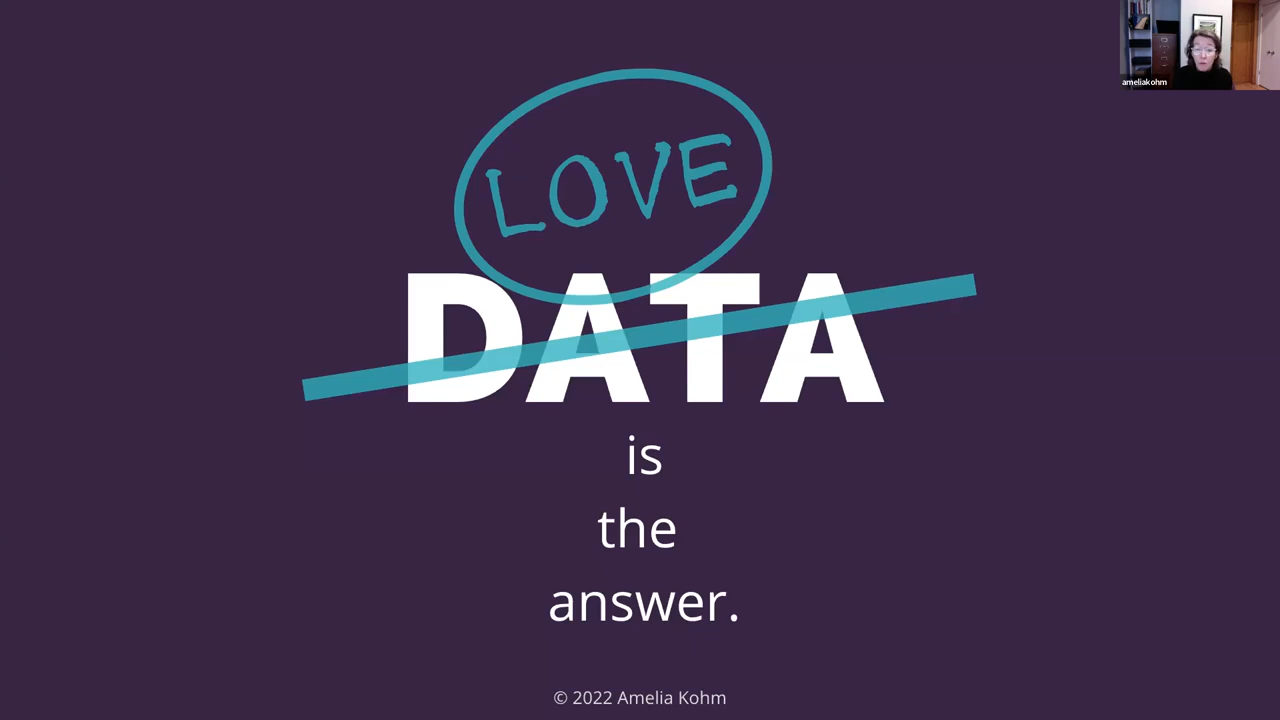 ameliakohm
LOVE
DATA
is
the
answer.
© 2022 Amelia Kohm